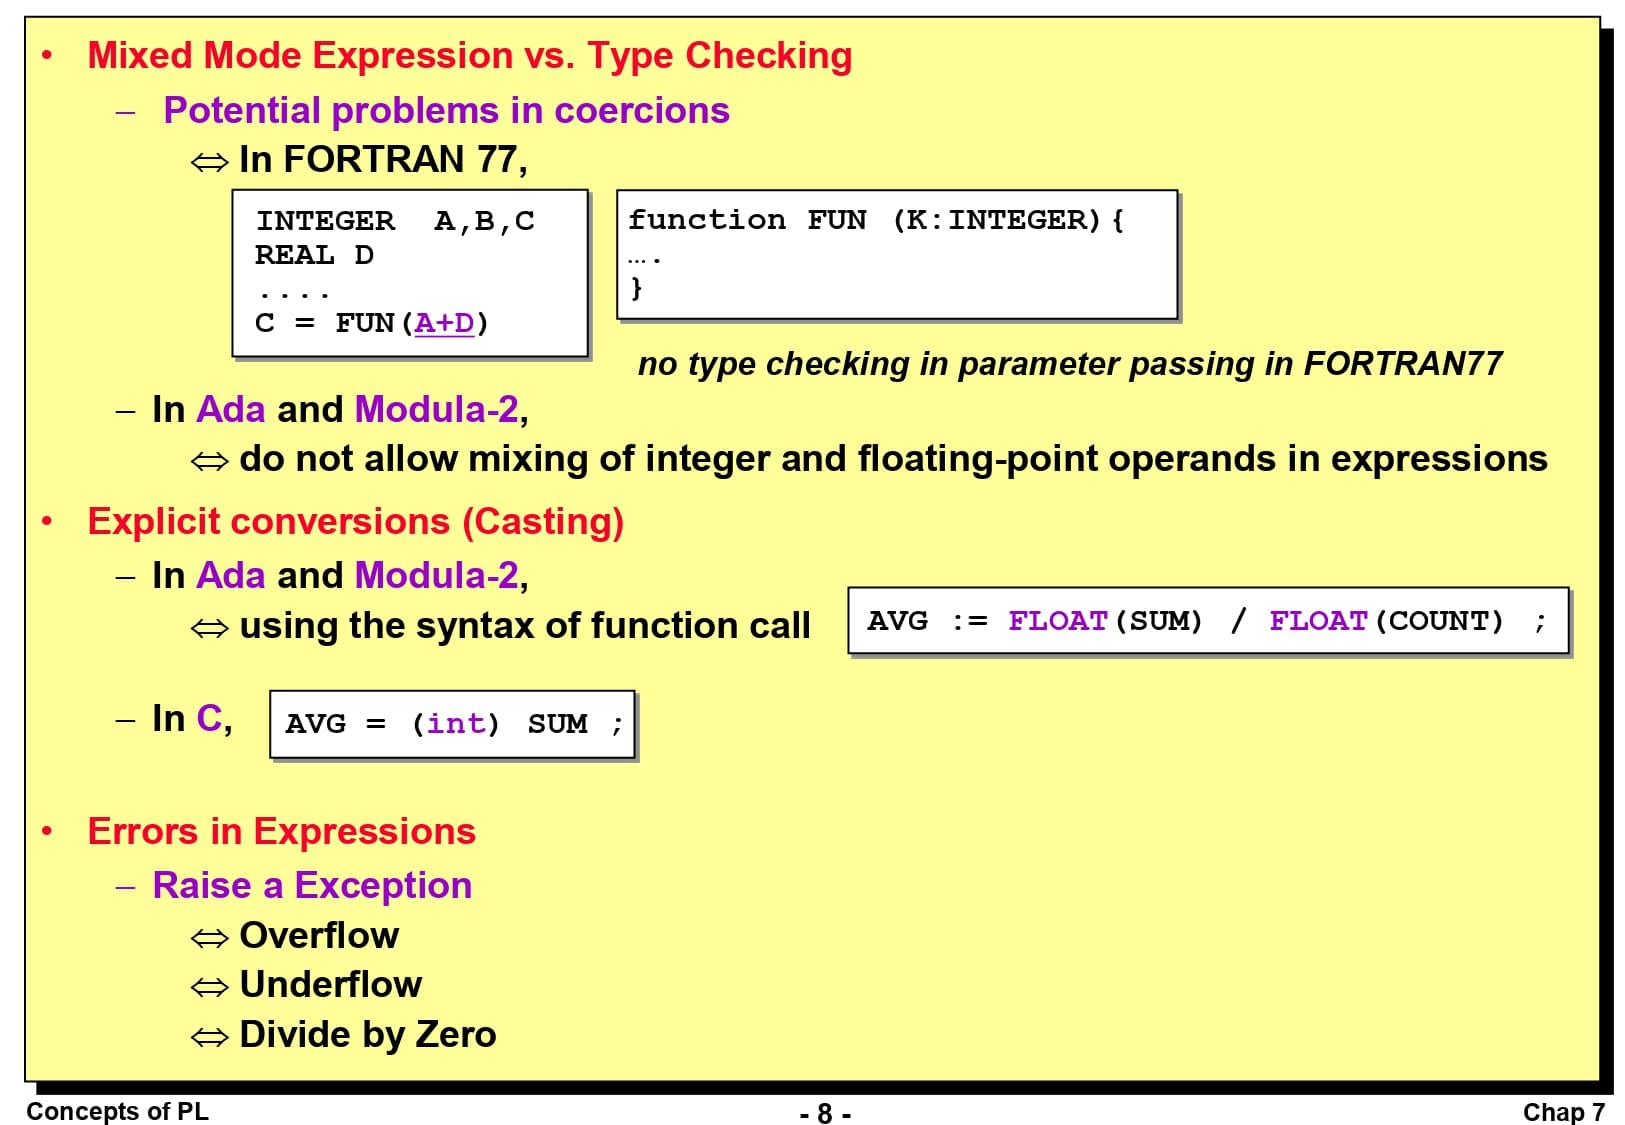 • Mixed Mode Expression vs. Type Checking
– Potential problems in coercions
⇔ In FORTRAN 77,
INTEGER A,B,C
REAL D
....
C = FUN(A+D)
function FUN (K:INTEGER){
….
}
no type checking in parameter passing in FORTRAN77
– In Ada and Modula-2,
⇔ do not allow mixing of integer and floating-point operands in expressions
• Explicit conversions (Casting)
– In Ada and Modula-2,
⇔ using the syntax of function call
AVG := FLOAT(SUM) / FLOAT(COUNT) ;
– In C,
AVG = (int) SUM ;
• Errors in Expressions
– Raise a Exception
⇔ Overflow
⇔ Underflow
⇔ Divide by Zero
Concepts of PL
- 8 -
Chap 7